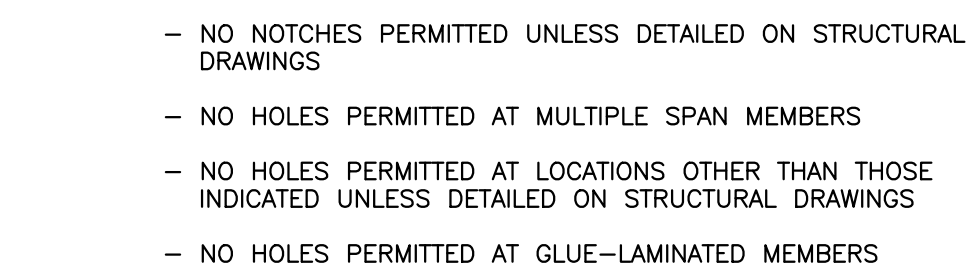 – NO NOTCHES PERMITTED UNLESS DETAILED ON STRUCTURAL
DRAWINGS
– NO HOLES PERMITTED AT MULTIPLE SPAN MEMBERS
– NO HOLES PERMITTED AT LOCATIONS OTHER THAN THOSE
INDICATED UNLESS DETAILED ON STRUCTURAL DRAWINGS
– NO HOLES PERMITTED AT GLUE–LAMINATED MEMBERS